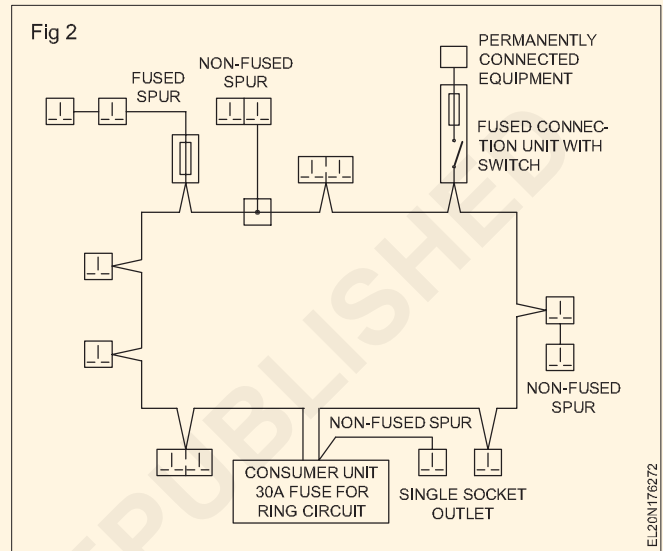 Fig 2
NON-FUSED
SPUR
FUSED
SPUR
PERMANENTLY
CONNECTED
EQUIPMENT
FUSED CONNEC-
TION UNIT WITH
SWITCH
NON-FUSED
SPUR
NON-FUSED SPUR
CONSUMER UNIT
30A FUSE FOR
RING CIRCUIT
SINGLE SOCKET
OUTLET
EL20N176272
EPUBLISHED